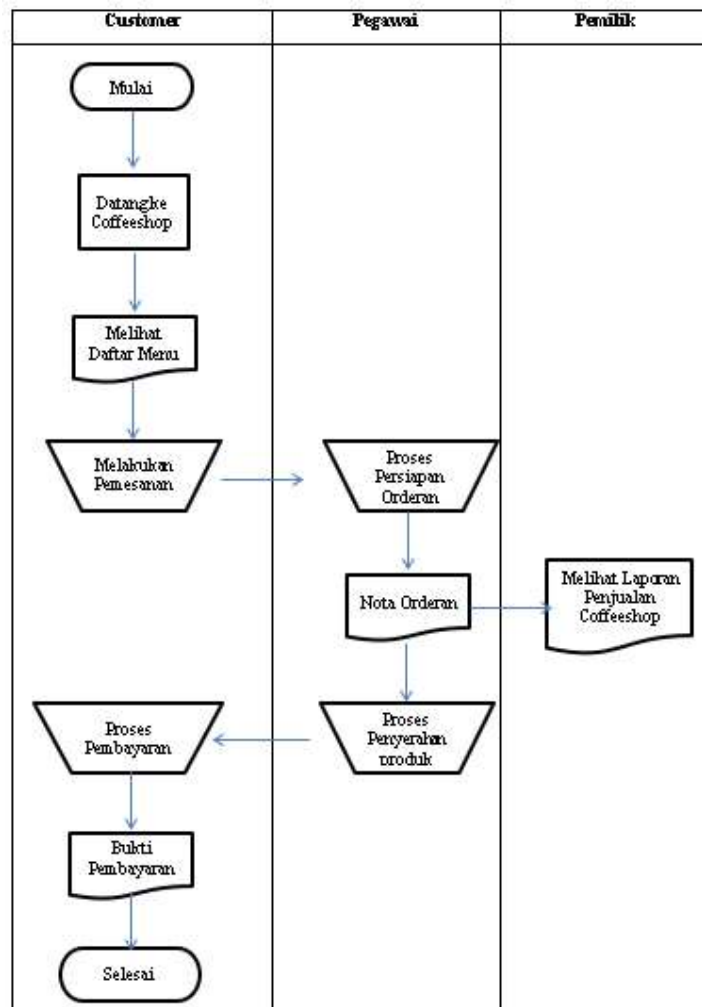 Customer
Pegawai
Pemilik
Mulai
Datangke
Coffeeshop
Melihat
Daftar Menu
Melakukan
Pemesanan
Proses
Persiapan
Orderan
Nota Orderan
Melihat Laporan
Penjualan
Coffeeshop
Proses
Penyerahan
produk
Proses
Pembayaran
Bukti
Pembayaran
Selesai